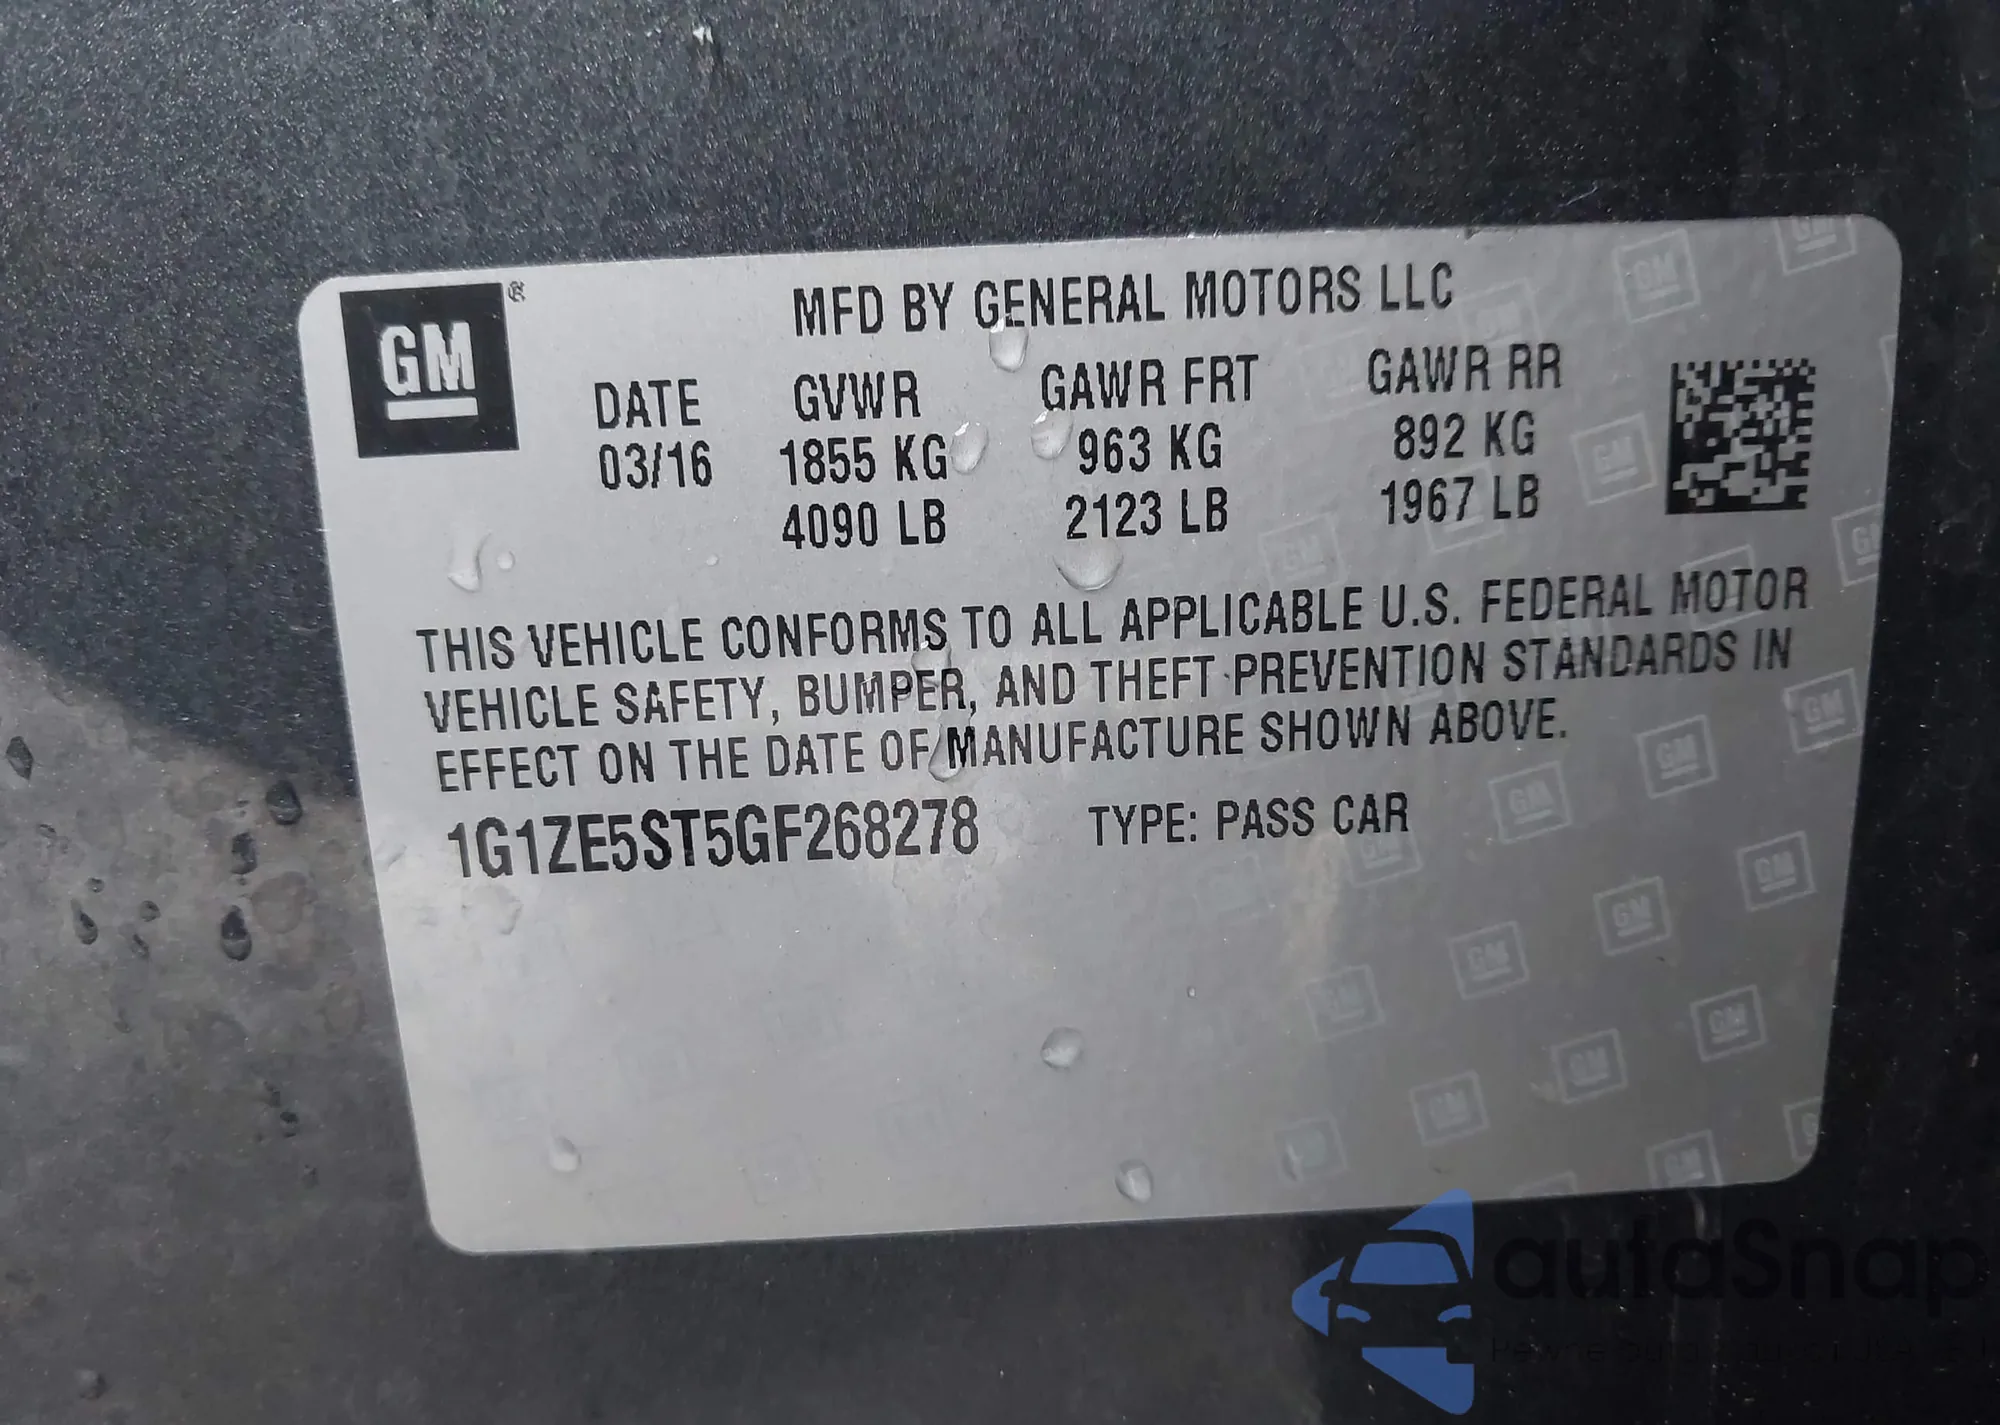 GM
MFD BY GENERAL MOTORS LLC
DATE GVWR GAWR FRT GAWR RR
03/16 1855 KG 963 KG 892 KG
4090 LB 2123 LB 1967 LB
THIS VEHICLE CONFORMS TO ALL APPLICABLE U.S. FEDERAL MOTOR
VEHICLE SAFETY, BUMPER, AND THEFT PREVENTION STANDARDS IN
EFFECT ON THE DATE OF MANUFACTURE SHOWN ABOVE.
1G1ZE5ST5GF268278 TYPE: PASS CAR
autaSnap